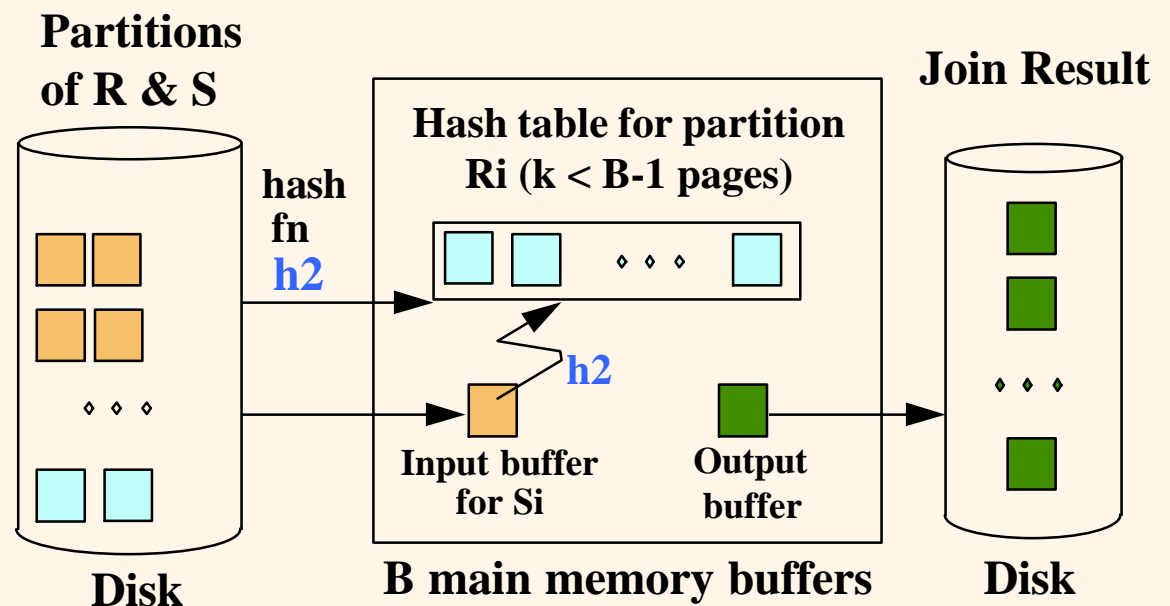 Partitions
of R & S
hash
fn
h2
Hash table for partition
Ri (k < B-1 pages)
h2
Input buffer
for Si
Output
buffer
Join Result
Disk
B main memory buffers
Disk